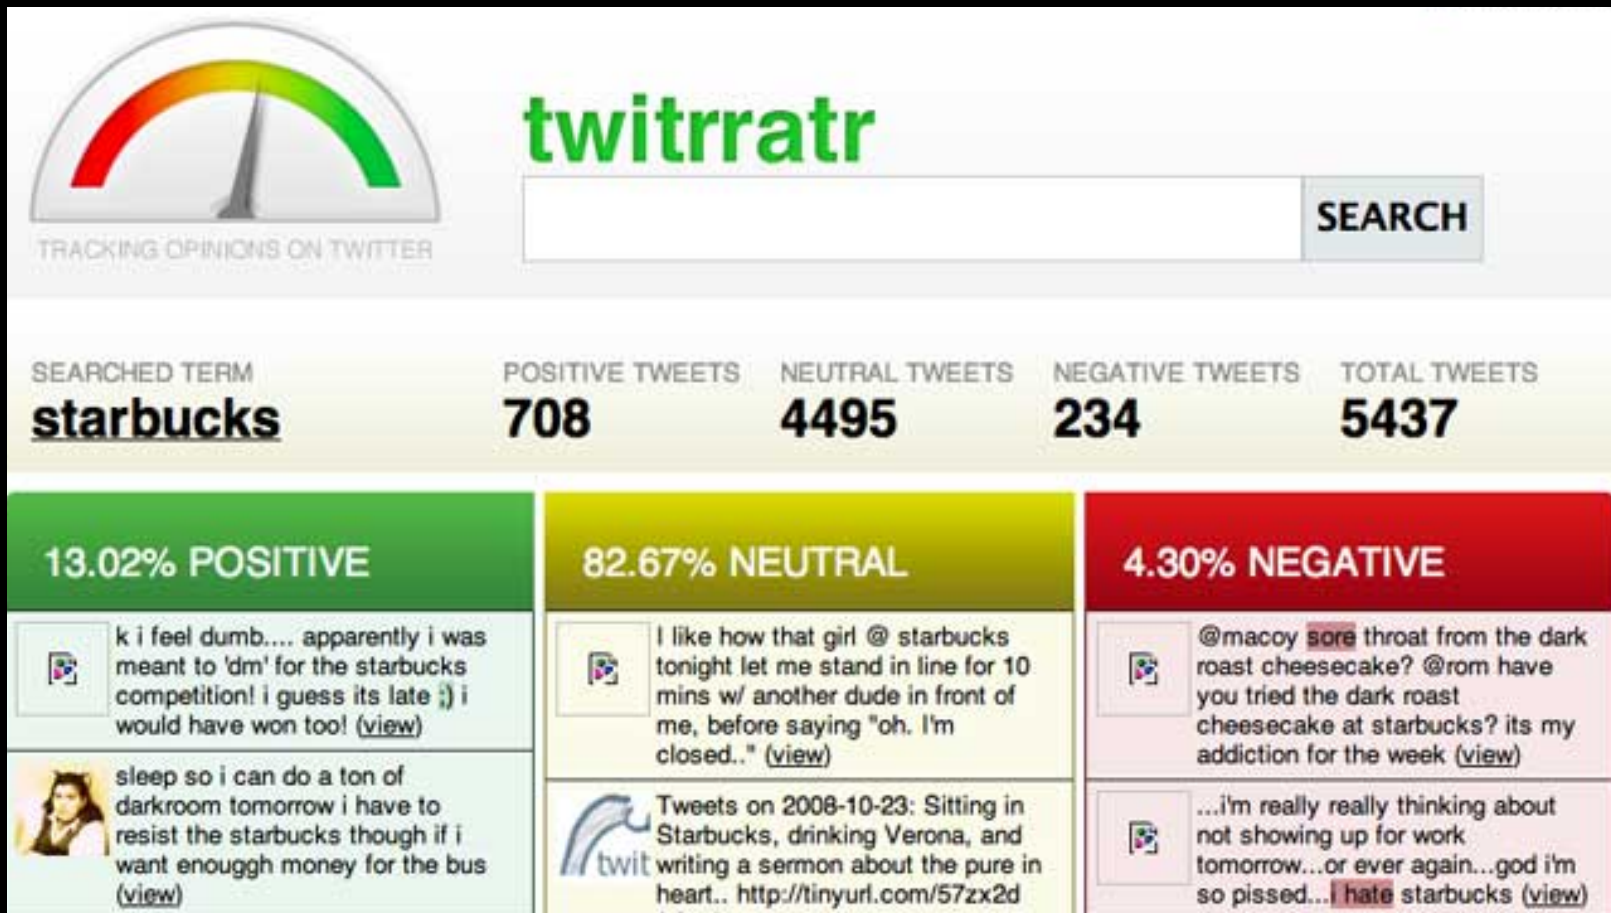 twitrratr
SEARCH
TRACKING OPINIONS ON TWITTER
SEARCHED TERM
starbucks
POSITIVE TWEETS
708
NEUTRAL TWEETS
4495
NEGATIVE TWEETS
234
TOTAL TWEETS
5437
13.02% POSITIVE
k i feel dumb.... apparently i was
meant to 'dm' for the starbucks
competition! i guess its late ;) i
would have won too! (view)
sleep so i can do a ton of
darkroom tomorrow i have to
resist the starbucks though if i
want enouggh money for the bus
(view)
82.67% NEUTRAL
I like how that girl @ starbucks
tonight let me stand in line for 10
mins w/ another dude in front of
me, before saying "oh. I'm
closed.." (view)
twit
Tweets on 2008-10-23: Sitting in
Starbucks, drinking Verona, and
writing a sermon about the pure in
heart.. http://tinyurl.com/57zx2d
4.30% NEGATIVE
@macoy sore throat from the dark
roast cheesecake? @rom have
you tried the dark roast
cheesecake at starbucks? its my
addiction for the week (view)
...i'm really really thinking about
not showing up for work
tomorrow...or ever again...god i'm
so pissed...i hate starbucks (view)